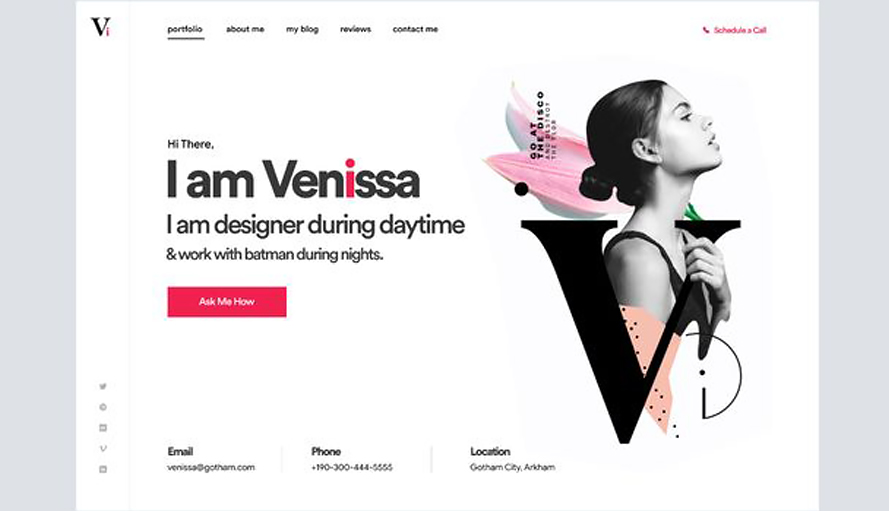 Vi
portfolio
about me
my blog
reviews
contact me
Schedule a Call
Hi There,
I am Venissa
I am designer during daytime
& work with batman during nights.
Ask Me How
GO AT
THE DISCO
AND DESTROY
THE FLOR
V
i
Email
venissa@gotham.com
Phone
+190-300-444-5555
Location
Gotham City, Arkham